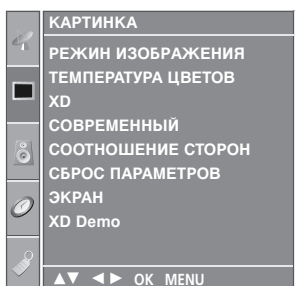 КАРТИНКА
РЕЖИН ИЗОБРАЖЕНИЯ
ТЕМПЕРАТУРА ЦВЕТОВ
XD
СОВРЕМЕННЫЙ
СООТНОШЕНИЕ СТОРОН
СБРОС ПАРАМЕТРОВ
ЭКРАН
XD Demo
▲▼ ◄► OK MENU